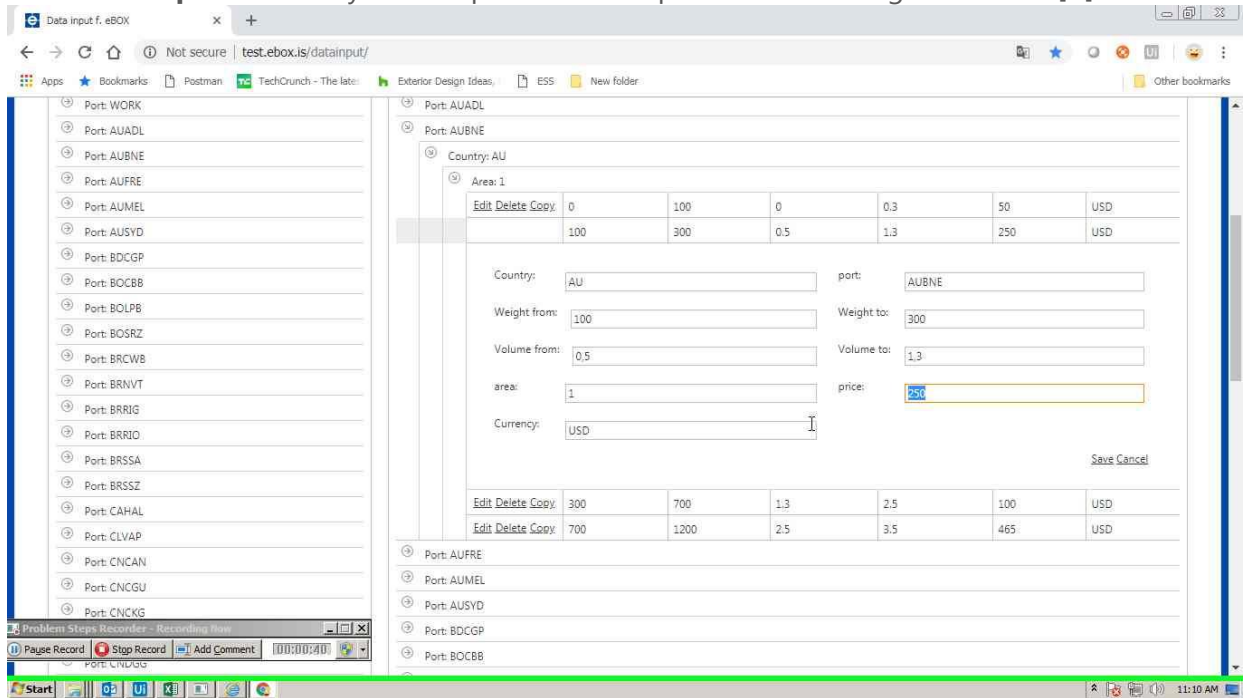 Data input f. eBOX
Not secure | test.ebox.is/datainput/
Apps Bookmarks Postman TechCrunch - The late Exterior Design Ideas, ESS New folder Other bookmarks
Port: WORK
Port: AUADL
Port: AUBNE
Port: AUFRE
Port: AUMEL
Port: AUSYD
Port: BDCGP
Port: BOCBB
Port: BOLPB
Port: BOSRZ
Port: BRCWB
Port: BRNVT
Port: BRRIG
Port: BRRIO
Port: BRSSA
Port: BRSSZ
Port: CAHAL
Port: CLVAP
Port: CNCAN
Port: CNCGU
Port: CNCKG
Port: CNDGG
Port: AUADL
Port: AUBNE
Country: AU
Area: 1
Edit Delete Copy 0 100 0 0.3 50 USD
100 300 0.5 1.3 250 USD
Country: AU port: AUBNE
Weight from: 100 Weight to: 300
Volume from: 0,5 Volume to: 1,3
area: 1 price: 250
Currency: USD
Save Cancel
Edit Delete Copy 300 700 1.3 2.5 100 USD
Edit Delete Copy 700 1200 2.5 3.5 465 USD
Port: AUFRE
Port: AUMEL
Port: AUSYD
Port: BDCGP
Port: BOCBB
Problem Steps Recorder - Recording Now
Pause Record Stop Record Add Comment 00:00:40
Start 11:10 AM